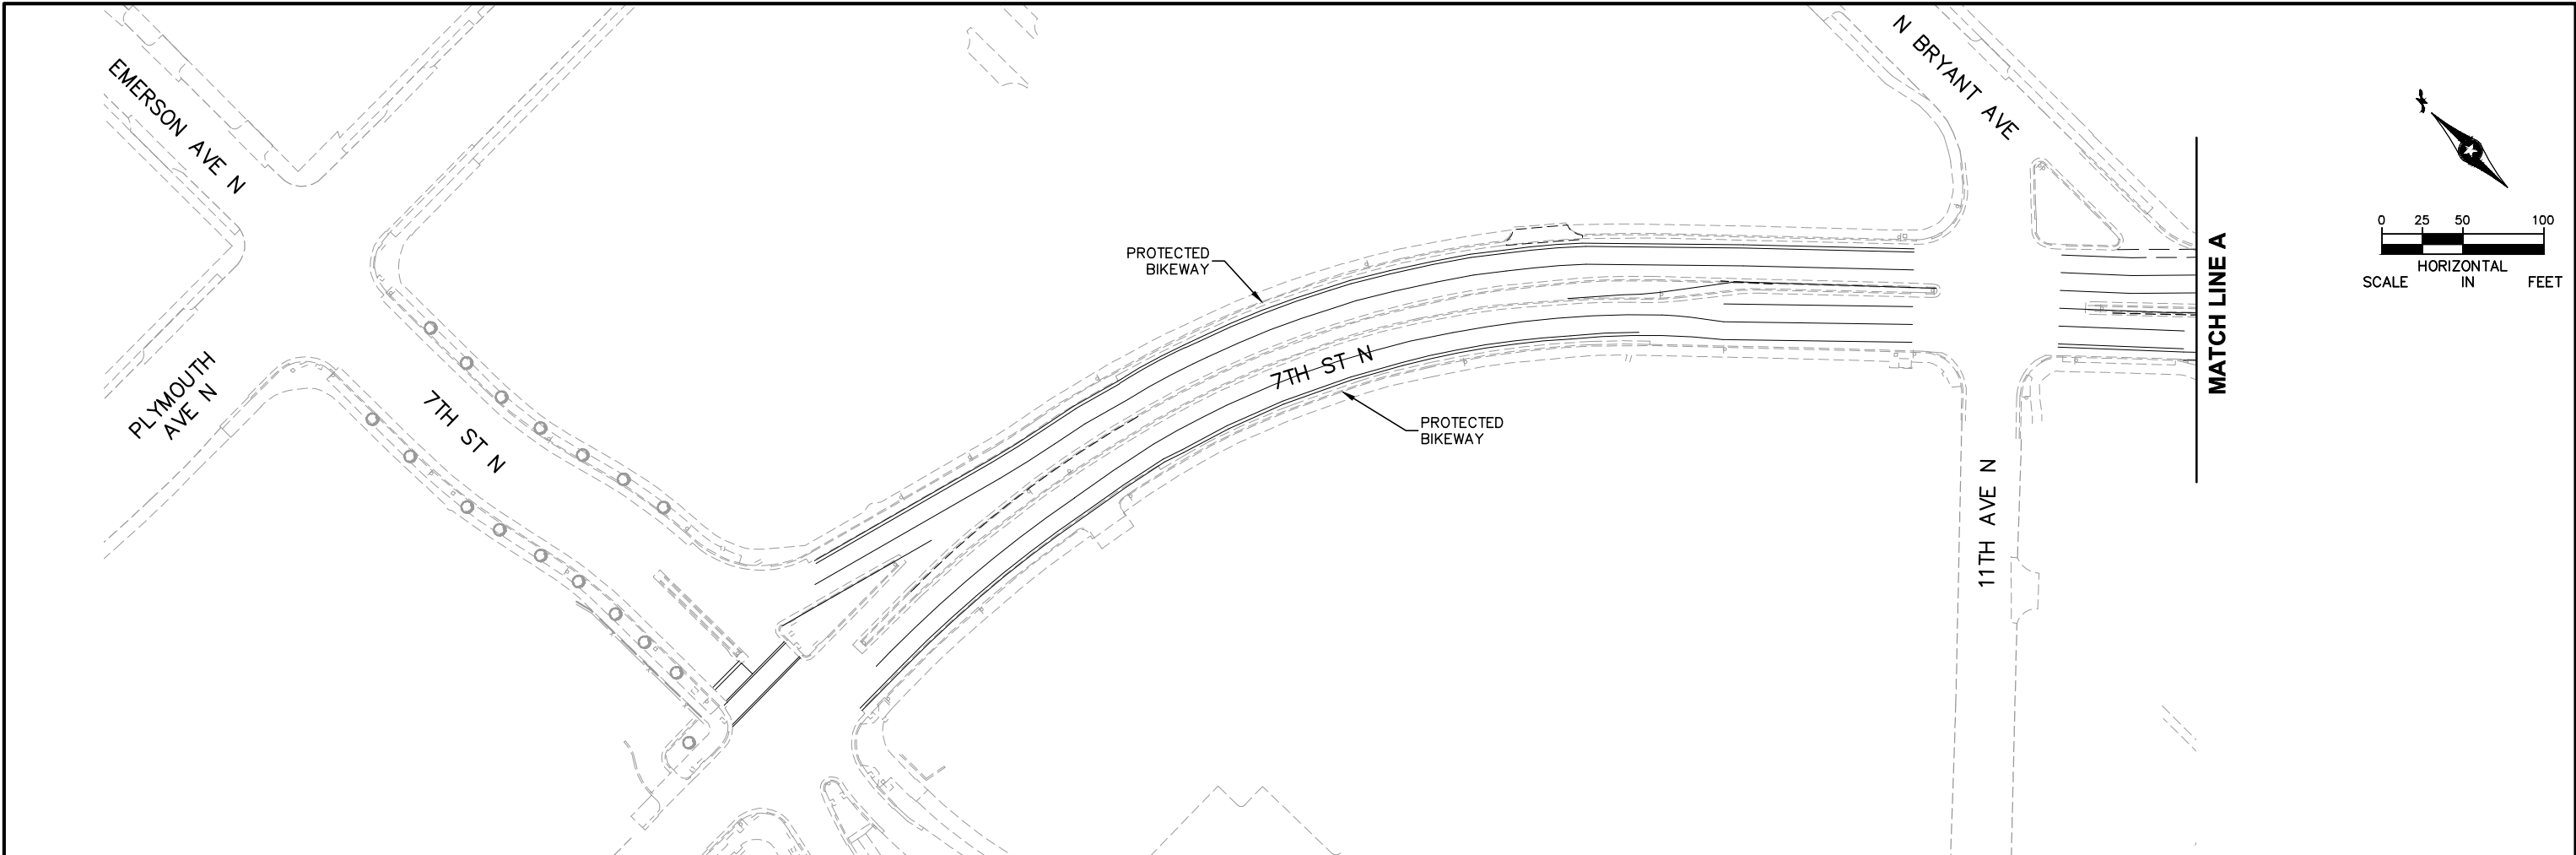 EMERSON AVE N
PLYMOUTH
AVE N
7TH ST N
PROTECTED
BIKEWAY
7TH ST N
PROTECTED
BIKEWAY
N BRYANT AVE
11TH AVE N
MATCH LINE A
0 25 50 100
HORIZONTAL
SCALE IN FEET